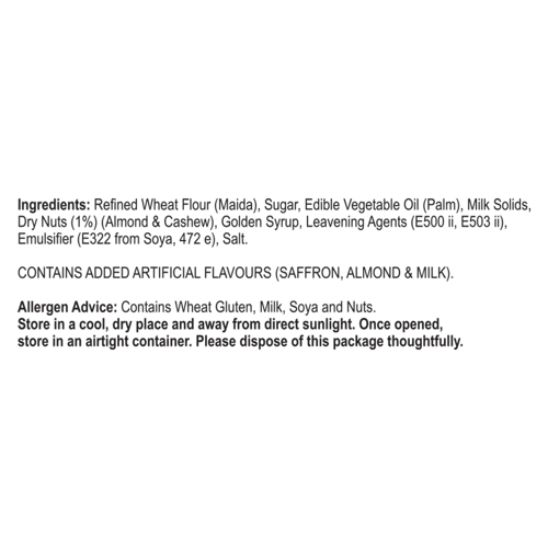 Ingredients: Refined Wheat Flour (Maida), Sugar, Edible Vegetable Oil (Palm), Milk Solids,
Dry Nuts (1%) (Almond & Cashew), Golden Syrup, Leavening Agents (E500 ii, E503 ii),
Emulsifier (E322 from Soya, 472 e), Salt.
CONTAINS ADDED ARTIFICIAL FLAVOURS (SAFFRON, ALMOND & MILK).
Allergen Advice: Contains Wheat Gluten, Milk, Soya and Nuts.
Store in a cool, dry place and away from direct sunlight. Once opened,
store in an airtight container. Please dispose of this package thoughtfully.